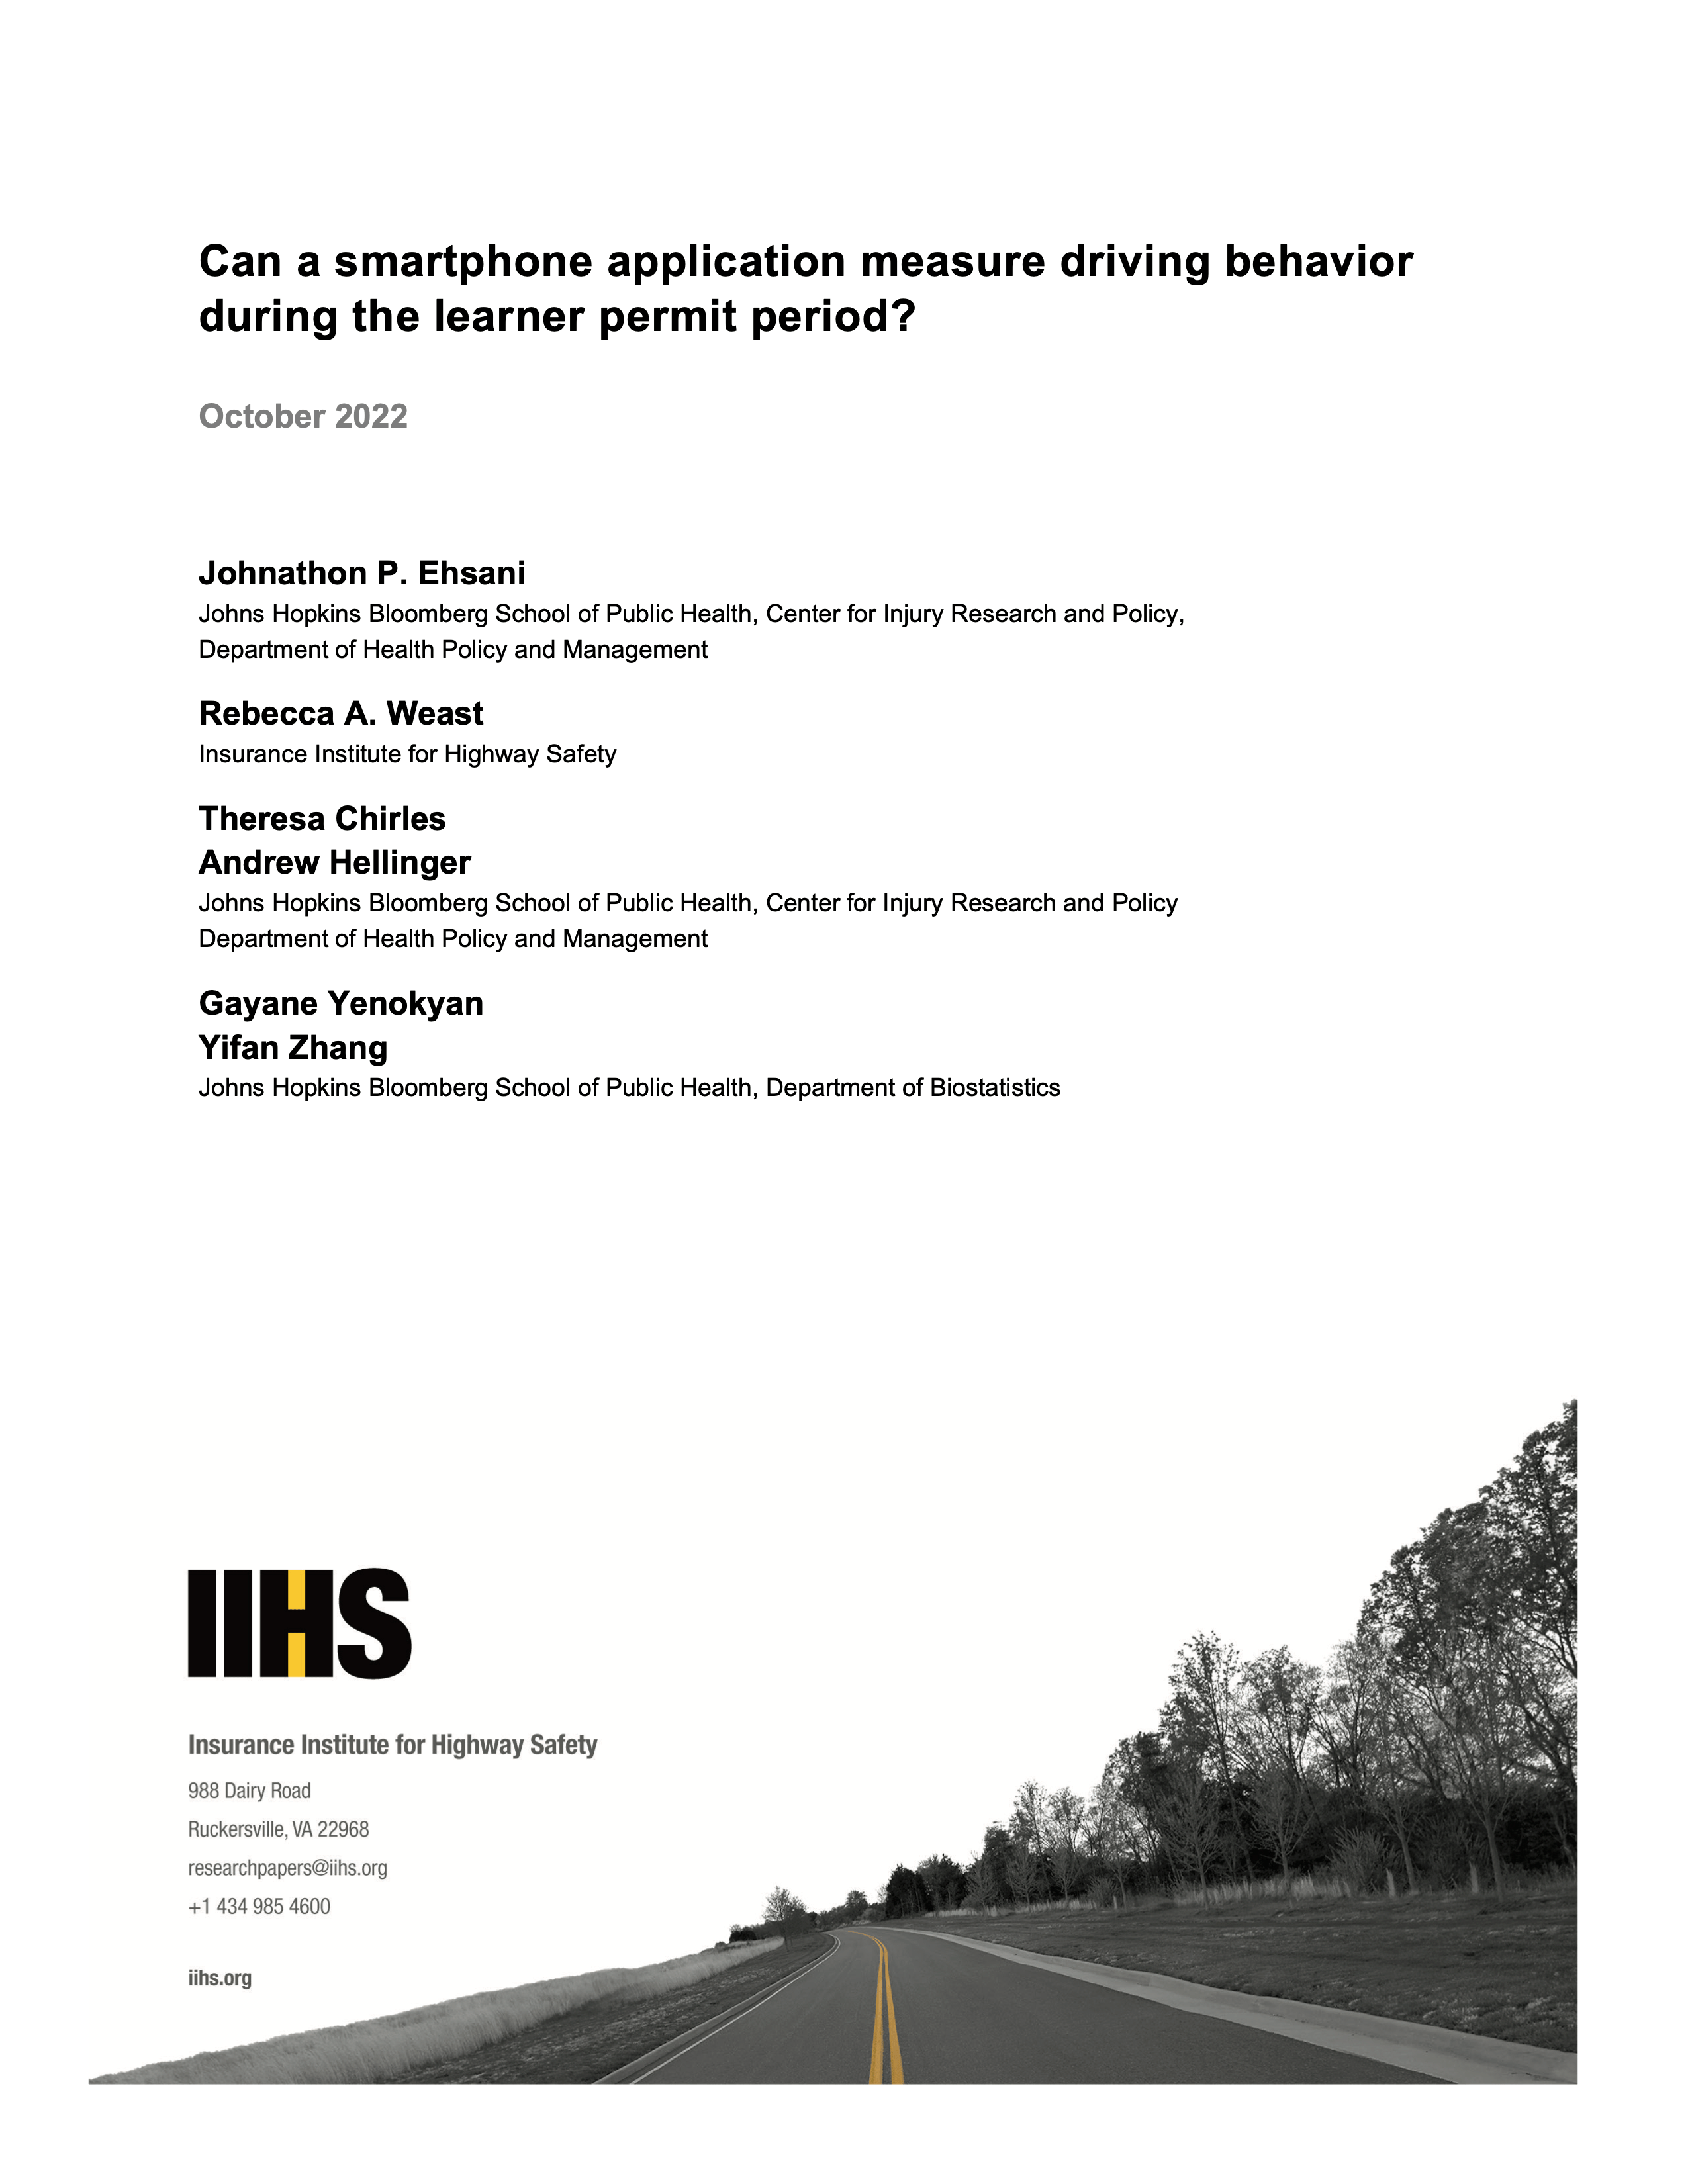 Can a smartphone application measure driving behavior
during the learner permit period?
October 2022
Johnathon P. Ehsani
Johns Hopkins Bloomberg School of Public Health, Center for Injury Research and Policy,
Department of Health Policy and Management
Rebecca A. Weast
Insurance Institute for Highway Safety
Theresa Chirles
Andrew Hellinger
Johns Hopkins Bloomberg School of Public Health, Center for Injury Research and Policy
Department of Health Policy and Management
Gayane Yenokyan
Yifan Zhang
Johns Hopkins Bloomberg School of Public Health, Department of Biostatistics
IIHS
Insurance Institute for Highway Safety
988 Dairy Road
Ruckersville, VA 22968
researchpapers@iihs.org
+1 434 985 4600
iihs.org